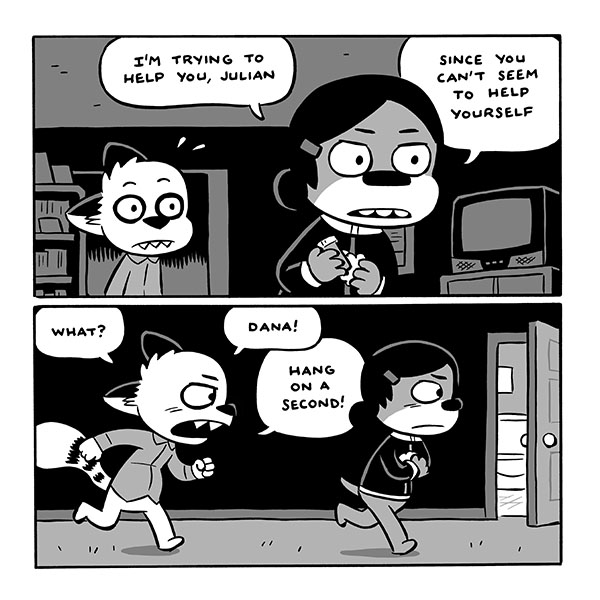 I'M TRYING TO
HELP YOU, JULIAN
SINCE YOU
CAN'T SEEM
TO HELP
YOURSELF
WHAT?
DANA!
HANG
ON A
SECOND!